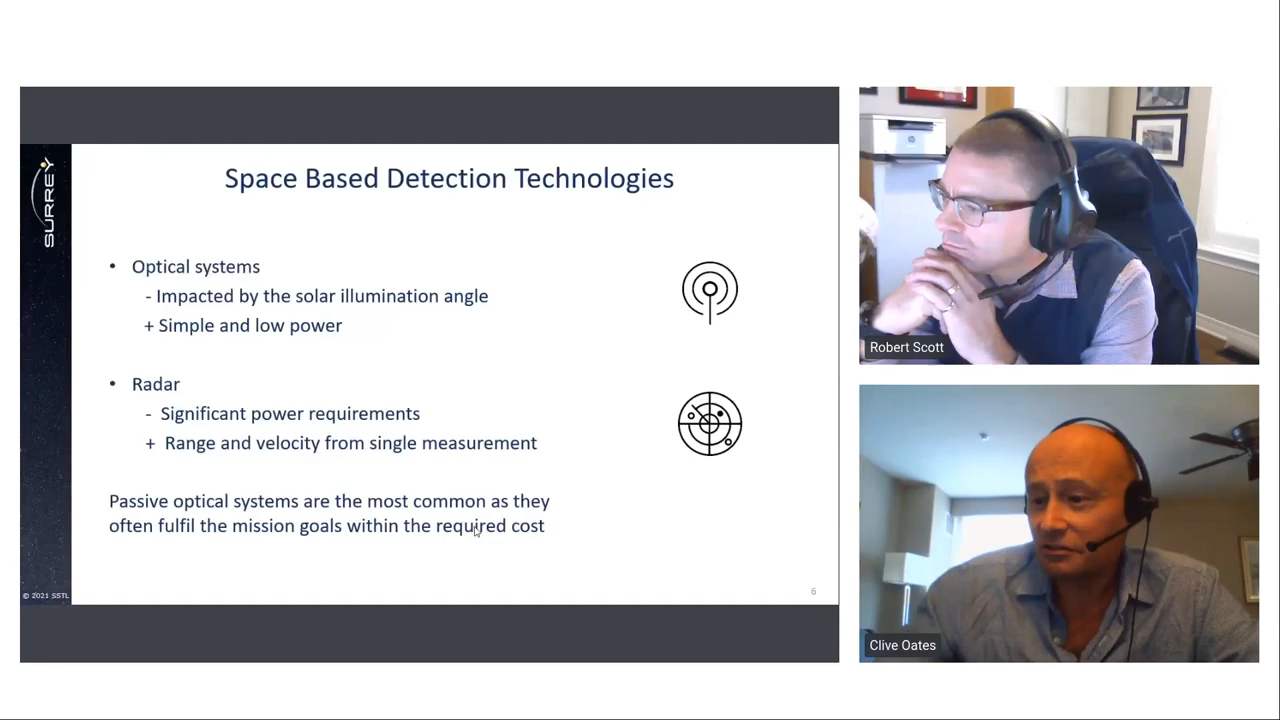 SURREY
Space Based Detection Technologies
• Optical systems
- Impacted by the solar illumination angle
+ Simple and low power
• Radar
- Significant power requirements
+ Range and velocity from single measurement
Passive optical systems are the most common as they
often fulfil the mission goals within the required cost
© 2021 SSTL
6
Robert Scott
Clive Oates